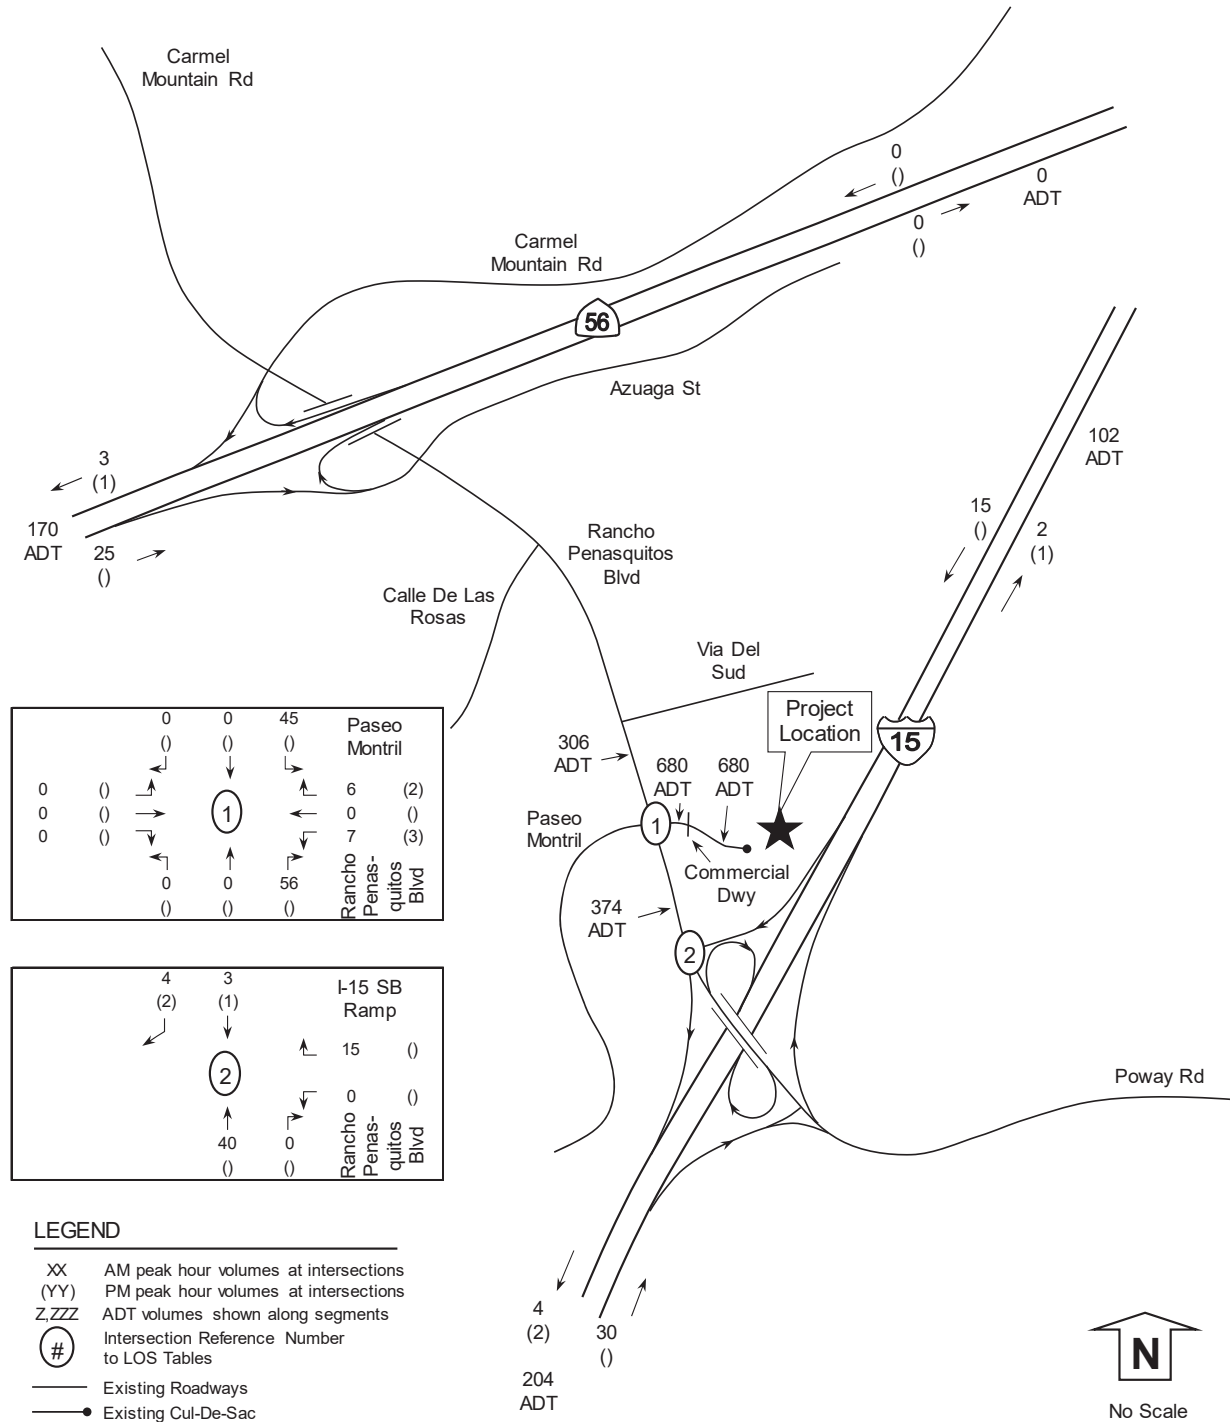 Carmel
Mountain Rd
0
()
0
ADT
0
()
Carmel
Mountain Rd
56
Azuaga St
102
ADT
3
(1)
170
ADT
25
()
15
()
2
(1)
Rancho
Penasquitos
Blvd
Calle De Las
Rosas
Via Del
Sud
Project
Location
15
306
ADT
680
ADT
680
ADT
Paseo
Montril
1
Commercial
Dwy
374
ADT
2
Poway Rd
0 0 45
() () ()
Paseo
Montril
0 () 6 (2)
0 () 1 0 ()
0 () 7 (3)
0 0 56
() () ()
Rancho
Penas-
quitos
Blvd
4 3
(2) (1)
I-15 SB
Ramp
15 ()
2
0 ()
40 0
() ()
Rancho
Penas-
quitos
Blvd
4
(2)
30
()
204
ADT
LEGEND
XX AM peak hour volumes at intersections
(YY) PM peak hour volumes at intersections
Z,ZZZ ADT volumes shown along segments
# Intersection Reference Number
to LOS Tables
Existing Roadways
Existing Cul-De-Sac
N
No Scale